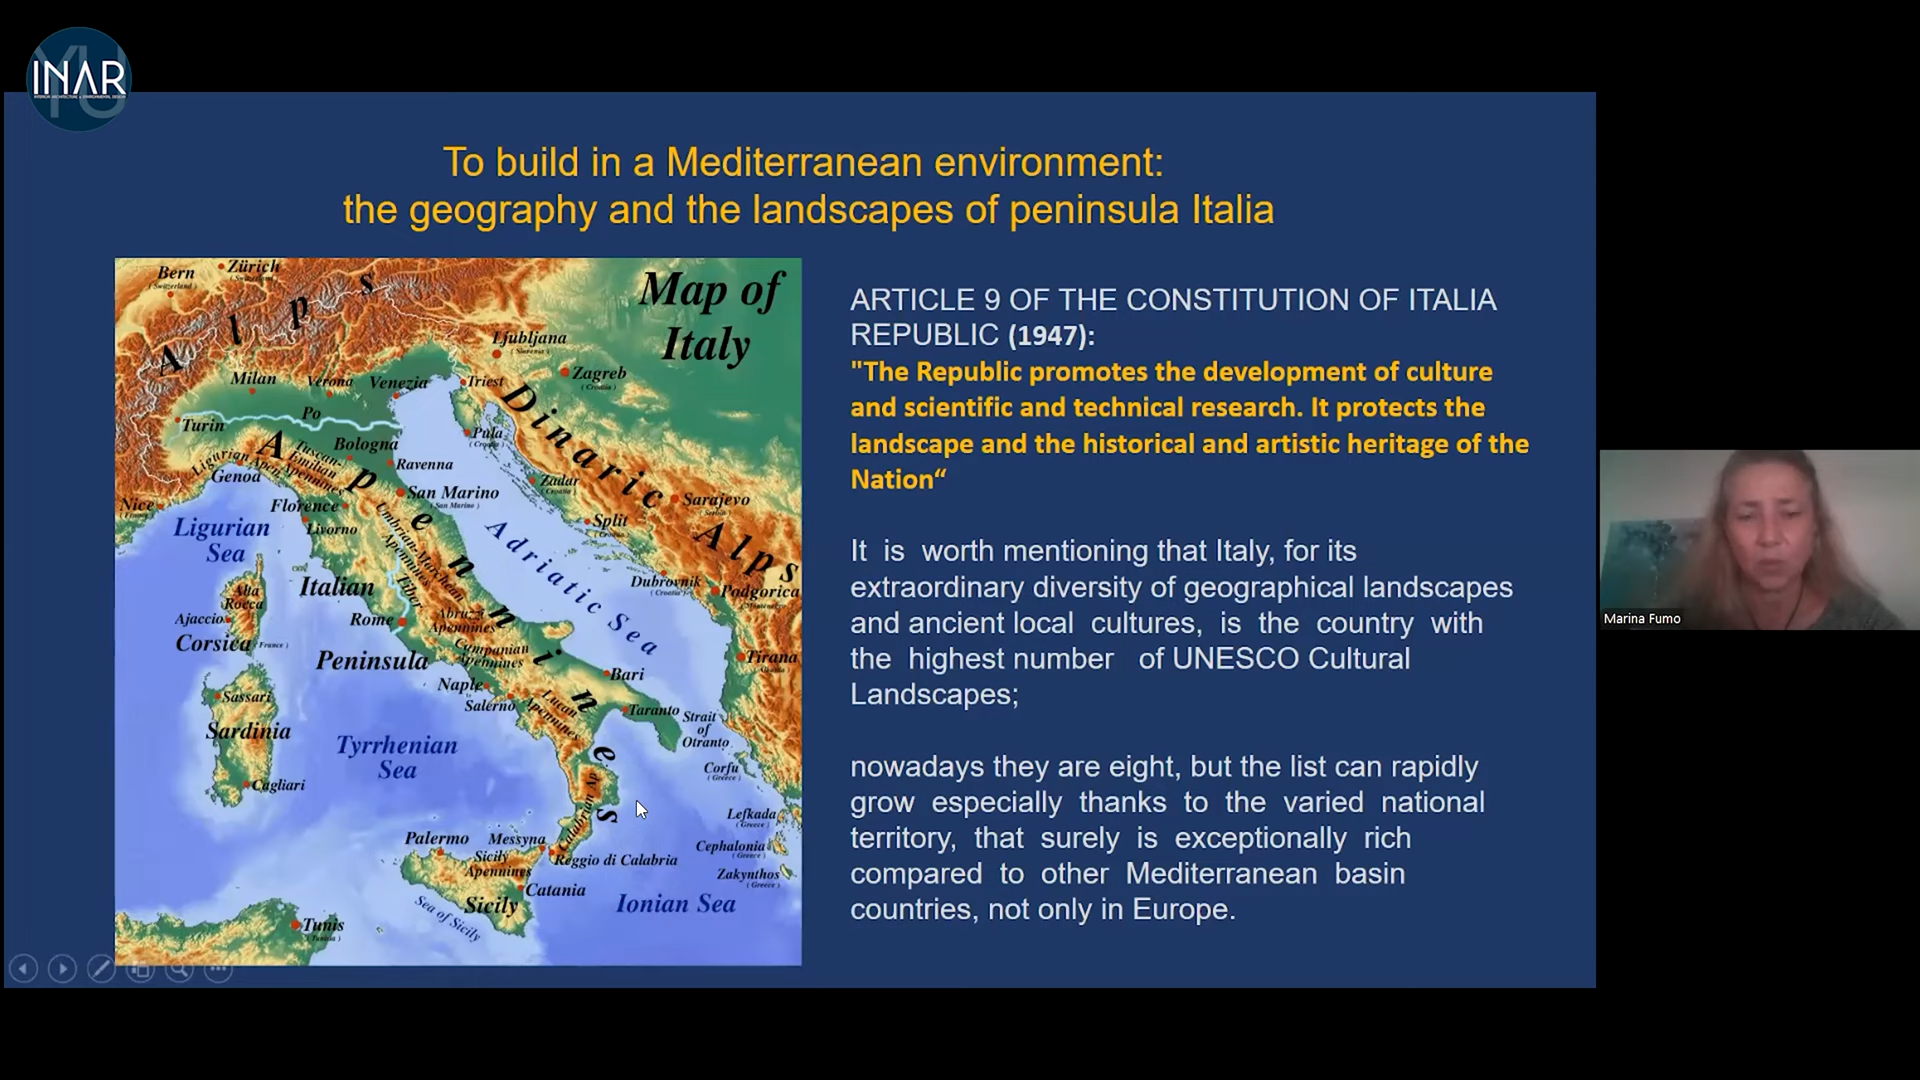 YU
INAR
To build in a Mediterranean environment:
the geography and the landscapes of peninsula Italia
Map of
Italy
Bern
(Switzerland)
Zürich
(Switzerland)
Alps
Ljubljana
(Slovenia)
Zagreb
(Croatia)
Milan
Verona
Venezia
Triest
Po
Turin
Pula
(Croatia)
Dinaric Alps
Apennines
Bologna
Tuscan-
Emilian
Apennines
Ligurian Apen.
Ravenna
Genoa
San Marino
(San Marino)
Zadar
(Croatia)
Sarajevo
Nice
(France)
Florence
Livorno
Split
(Croatia)
Ligurian
Sea
Umbrian-Marchean
Apennines
Adriatic Sea
Dubrovnik
(Croatia)
Podgorica
Italian
Tiber
Alta
Rocca
Ajaccio
Corsica
(France)
Rome
Abruzzi
Apennines
Campanian
Apennines
Peninsula
Tirana
Bari
Naple
Salerno
Lucan
Apennines
Taranto
Strait
of
Otranto
Sassari
Sardinia
Tyrrhenian
Sea
Corfu
(Greece)
Cagliari
Calabrian Ap
Lefkada
(Greece)
Palermo
Messyna
Cephalonia
(Greece)
Sicily
Apennines
Reggio di Calabria
Zakynthos
(Greece)
Catania
Sicily
Ionian Sea
Sea of Sicily
Tunis
(Tunisia)
ARTICLE 9 OF THE CONSTITUTION OF ITALIA
REPUBLIC (1947):
"The Republic promotes the development of culture
and scientific and technical research. It protects the
landscape and the historical and artistic heritage of the
Nation“
It is worth mentioning that Italy, for its
extraordinary diversity of geographical landscapes
and ancient local cultures, is the country with
the highest number of UNESCO Cultural
Landscapes;
nowadays they are eight, but the list can rapidly
grow especially thanks to the varied national
territory, that surely is exceptionally rich
compared to other Mediterranean basin
countries, not only in Europe.
Marina Fumo